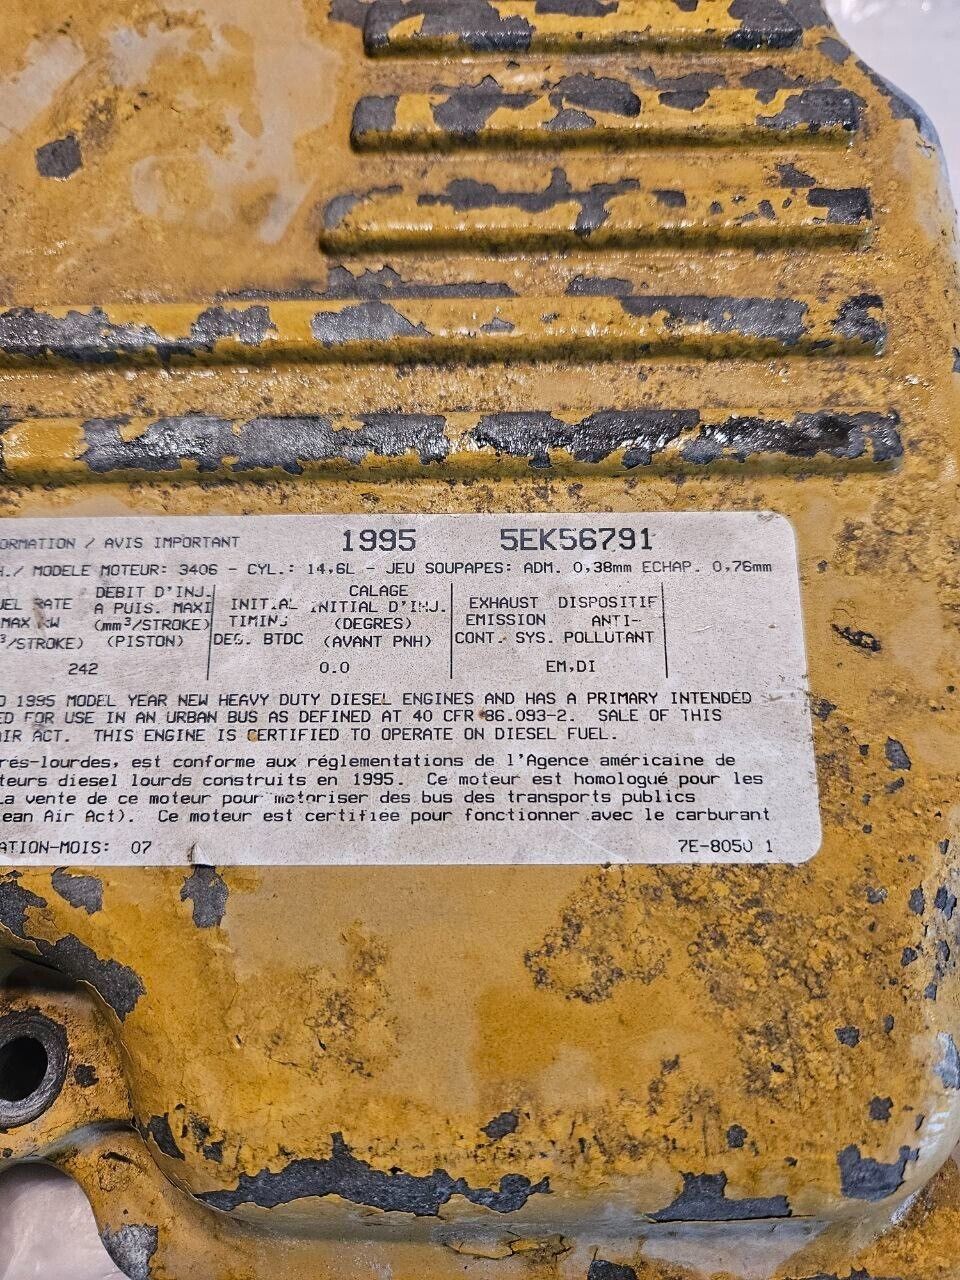 ORMATION / AVIS IMPORTANT 1995 5EK56791
H./ MODELE MOTEUR: 3406 - CYL.: 14,6L - JEU SOUPAPES: ADM. 0,38mm ECHAP. 0,76mm
UEL RATE DEBIT D'INJ. INITIAL CALAGE EXHAUST DISPOSITIF
MAX KW A PUIS. MAXI TIMING INITIAL D'INJ. EMISSION ANTI-
³/STROKE) (mm³/STROKE) DEG. BTDC (DEGRES) CONT. SYS. POLLUTANT
(PISTON) (AVANT PNH)
242 0.0 EM,DI
O 1995 MODEL YEAR NEW HEAVY DUTY DIESEL ENGINES AND HAS A PRIMARY INTENDED
ED FOR USE IN AN URBAN BUS AS DEFINED AT 40 CFR 86.093-2. SALE OF THIS
AIR ACT. THIS ENGINE IS CERTIFIED TO OPERATE ON DIESEL FUEL.
rés-lourdes, est conforme aux réglementations de l'Agence américaine de
teurs diesel lourds construits en 1995. Ce moteur est homologué pour les
La vente de ce moteur pour motoriser des bus des transports publics
ean Air Act). Ce moteur est certifiee pour fonctionner avec le carburant
ATION-MOIS: 07 7E-8050 1